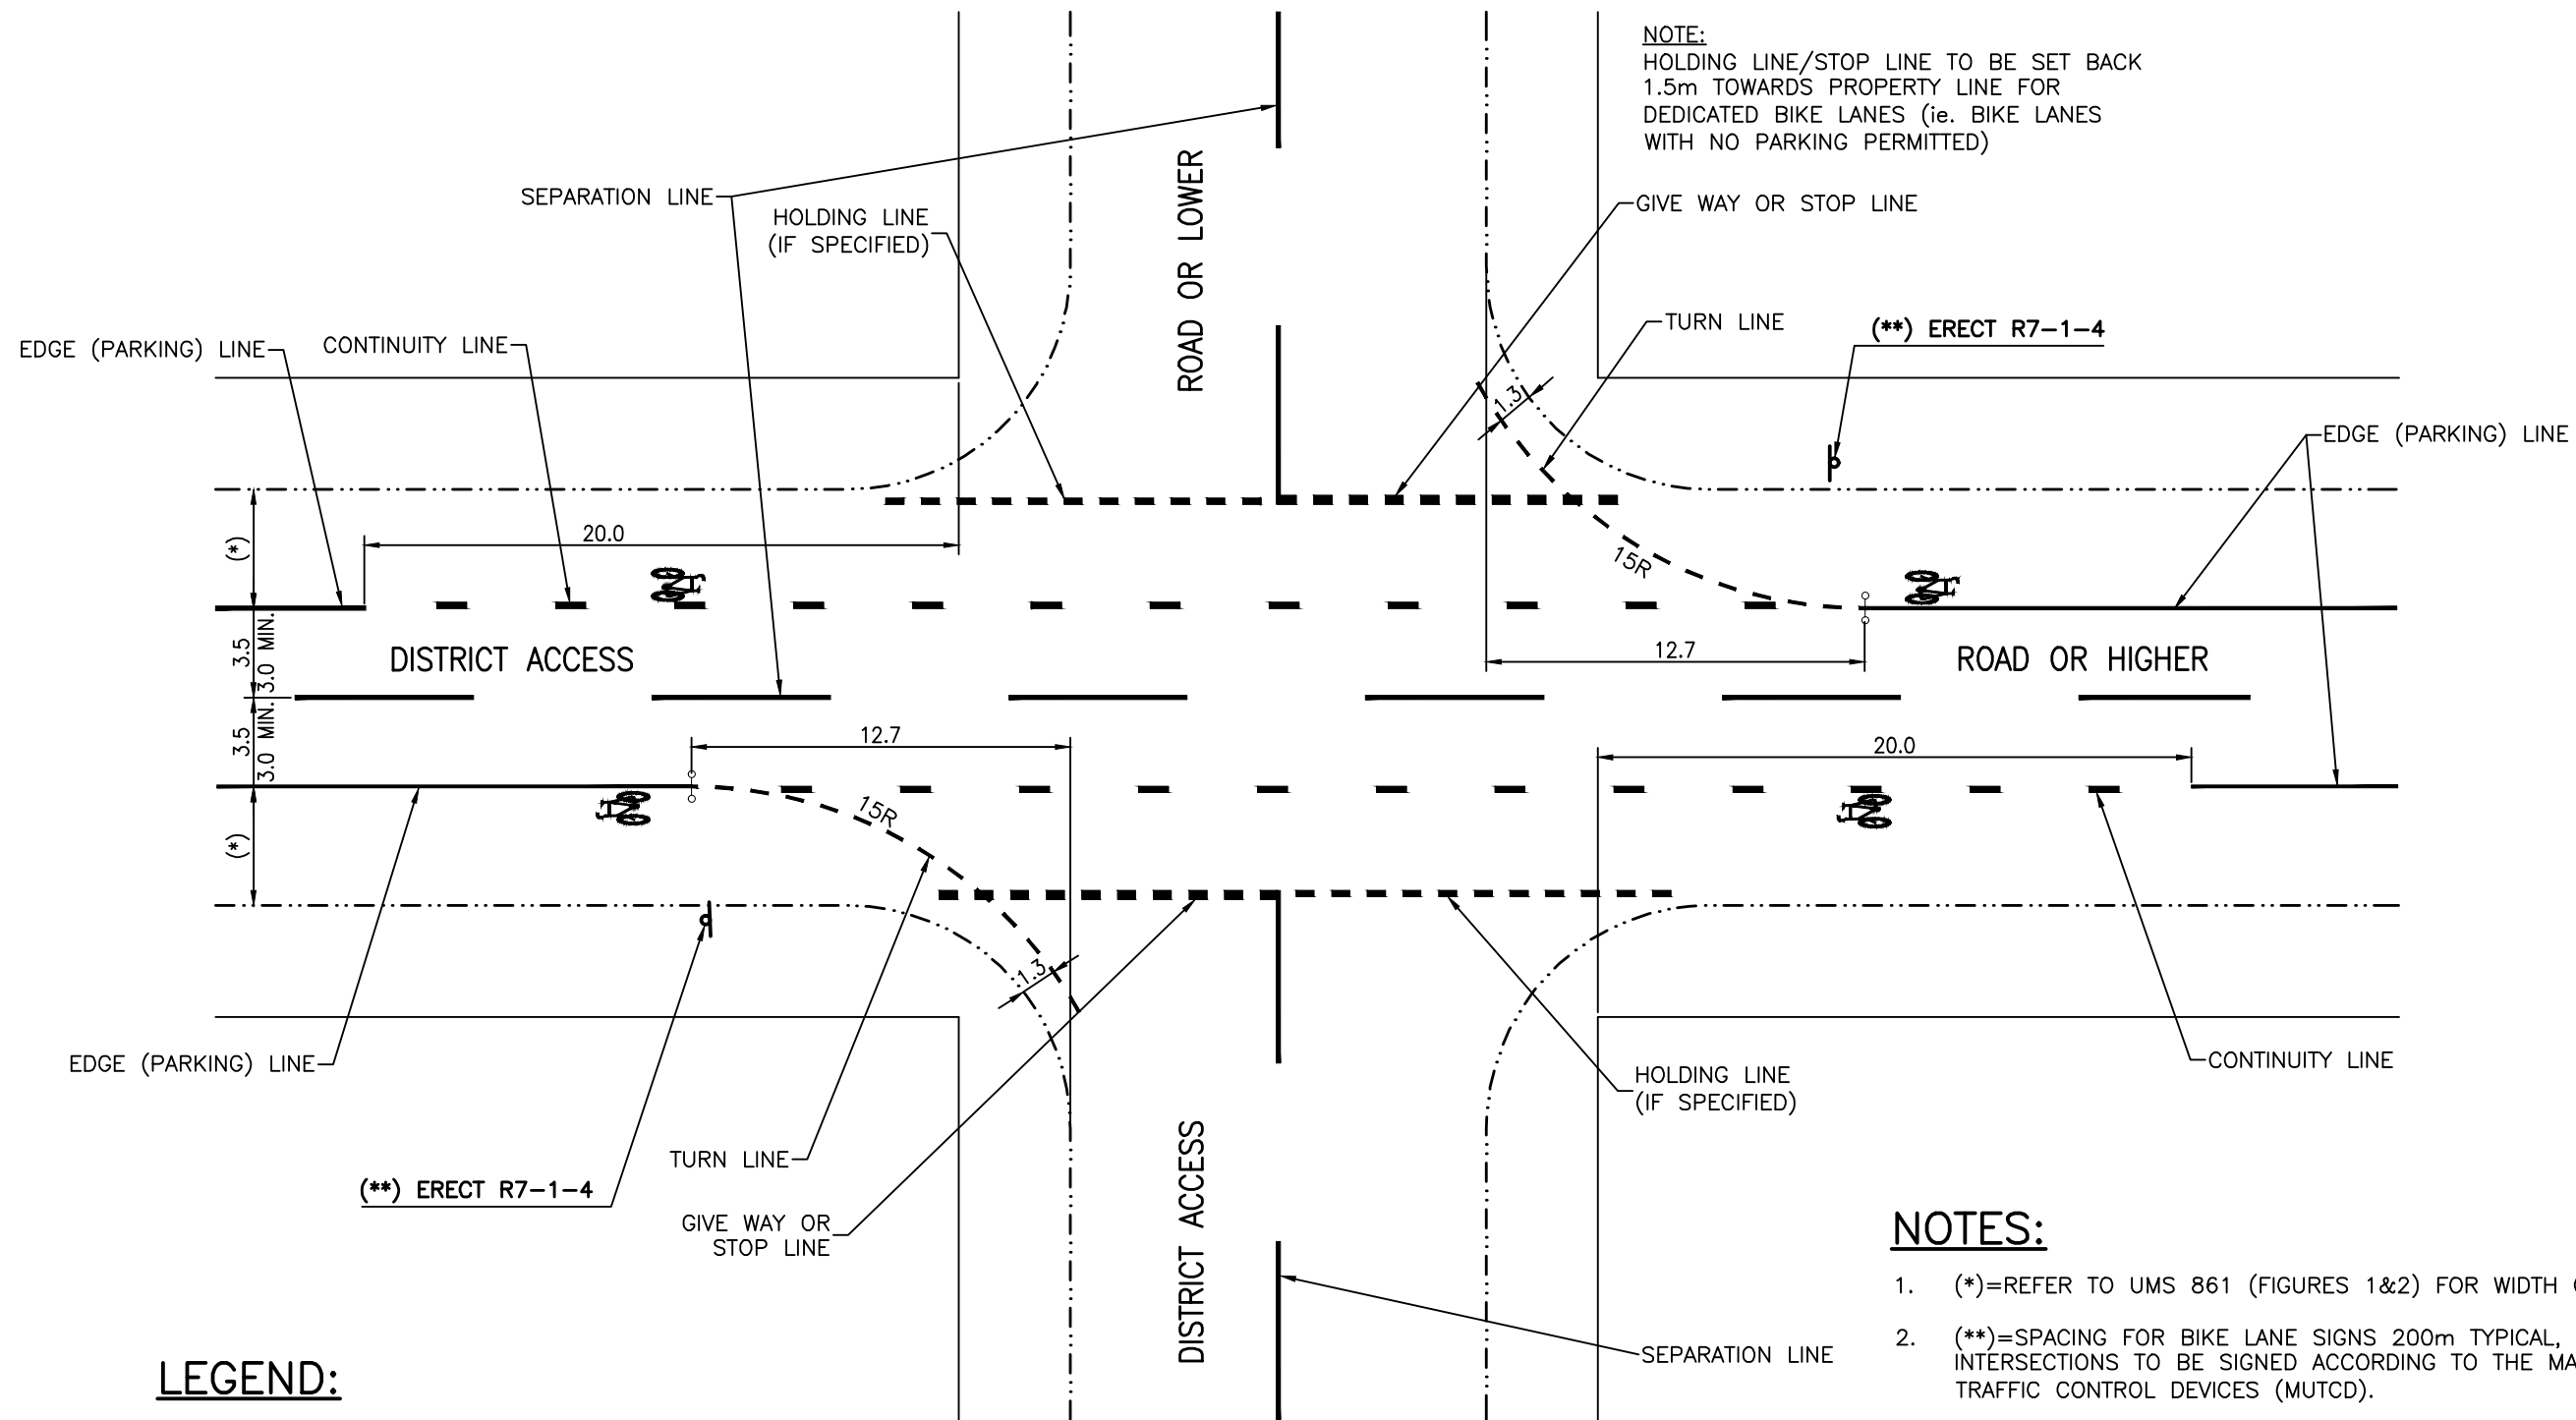 NOTE:
HOLDING LINE/STOP LINE TO BE SET BACK
1.5m TOWARDS PROPERTY LINE FOR
DEDICATED BIKE LANES (ie. BIKE LANES
WITH NO PARKING PERMITTED)
SEPARATION LINE
HOLDING LINE
(IF SPECIFIED)
ROAD OR LOWER
GIVE WAY OR STOP LINE
TURN LINE
(**) ERECT R7-1-4
EDGE (PARKING) LINE
CONTINUITY LINE
1.3
EDGE (PARKING) LINE
(*)
20.0
15R
3.5
3.0 MIN.
DISTRICT ACCESS
12.7
ROAD OR HIGHER
3.5
3.0 MIN.
12.7
20.0
15R
(*)
1.3
EDGE (PARKING) LINE
CONTINUITY LINE
HOLDING LINE
(IF SPECIFIED)
TURN LINE
(**) ERECT R7-1-4
GIVE WAY OR
STOP LINE
DISTRICT ACCESS
SEPARATION LINE
NOTES:
1. (*)=REFER TO UMS 861 (FIGURES 1&2) FOR WIDTH
2. (**)=SPACING FOR BIKE LANE SIGNS 200m TYPICAL,
INTERSECTIONS TO BE SIGNED ACCORDING TO THE
TRAFFIC CONTROL DEVICES (MUTCD).
LEGEND: